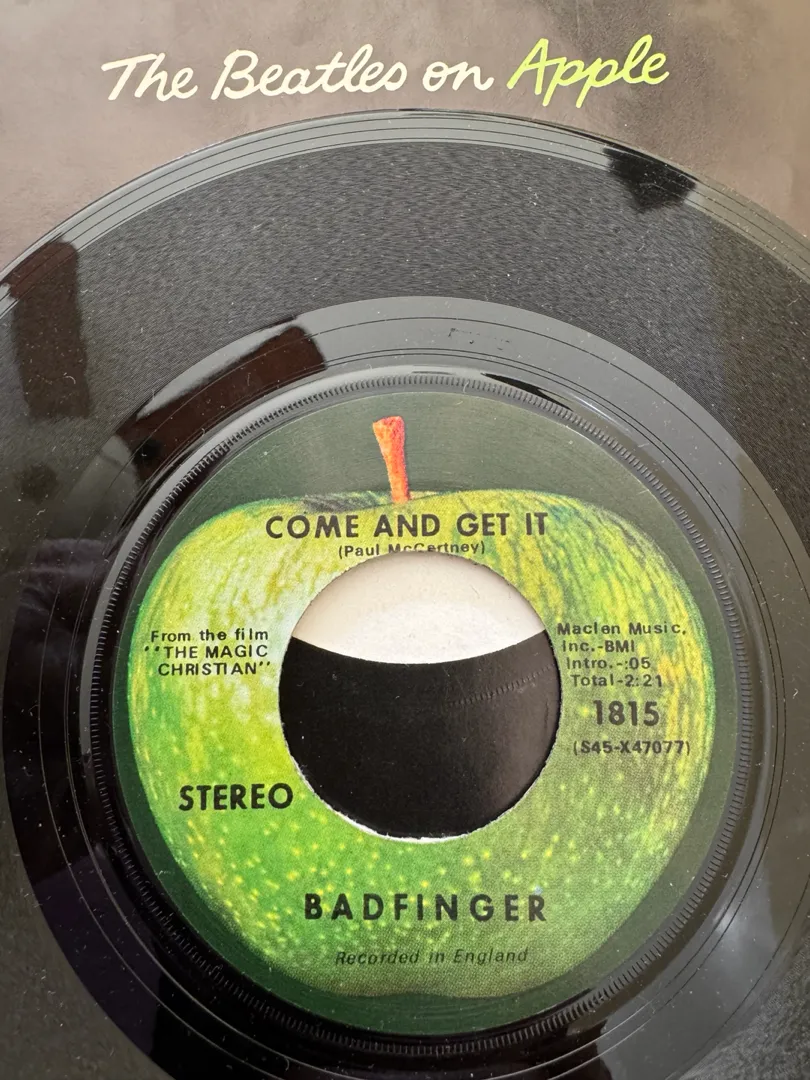 The Beatles on Apple
COME AND GET IT
(Paul McCartney)
From the film
"THE MAGIC
CHRISTIAN"
Maclen Music,
Inc.-BMI
Intro.-:05
Total-2:21
1815
(S45-X47077)
STEREO
BADFINGER
Recorded in England